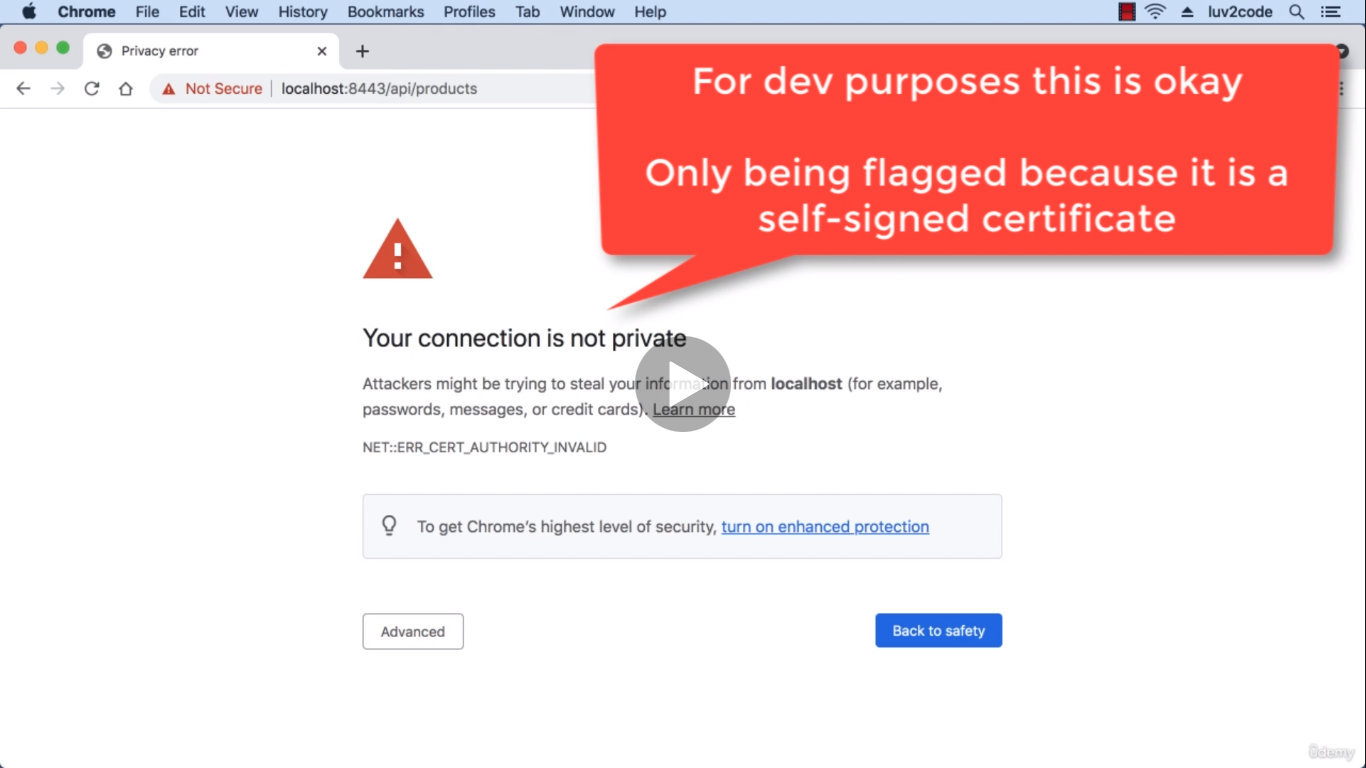 Chrome File Edit View History Bookmarks Profiles Tab Window Help luv2code
Privacy error
Not Secure localhost:8443/api/products
For dev purposes this is okay
Only being flagged because it is a
self-signed certificate
Your connection is not private
Attackers might be trying to steal your information from localhost (for example,
passwords, messages, or credit cards). Learn more
NET::ERR_CERT_AUTHORITY_INVALID
To get Chrome's highest level of security, turn on enhanced protection
Advanced
Back to safety
ûdemy